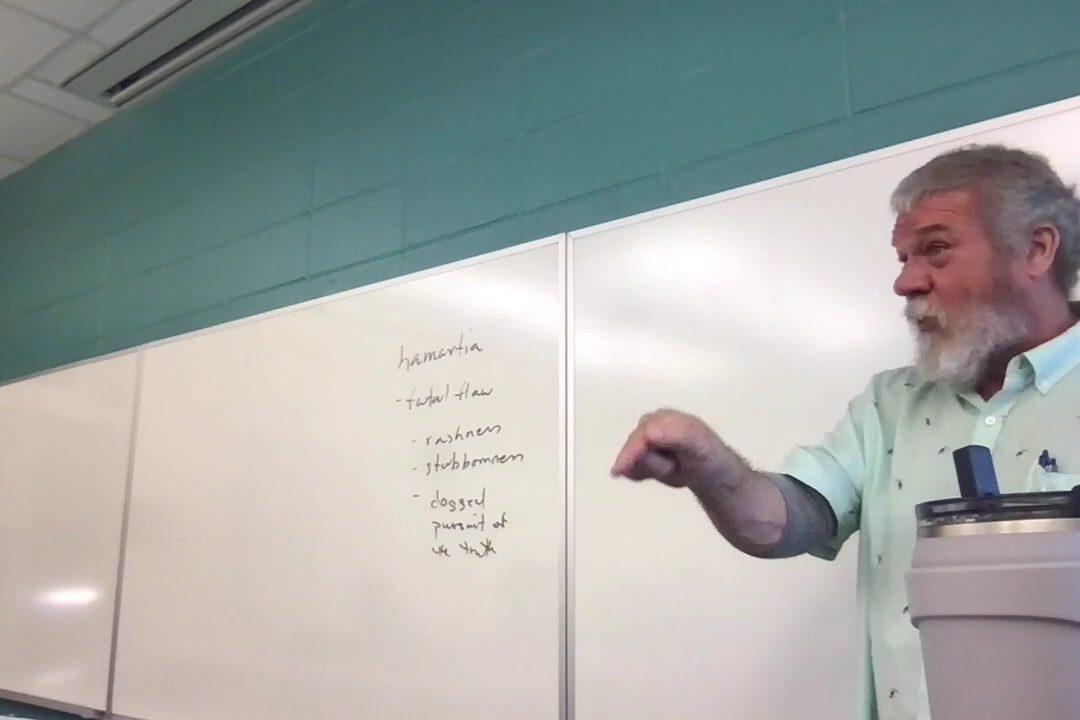 hamartia
- fatal flaw
- rashness
- stubbornness
- dogged
pursuit of
the truth